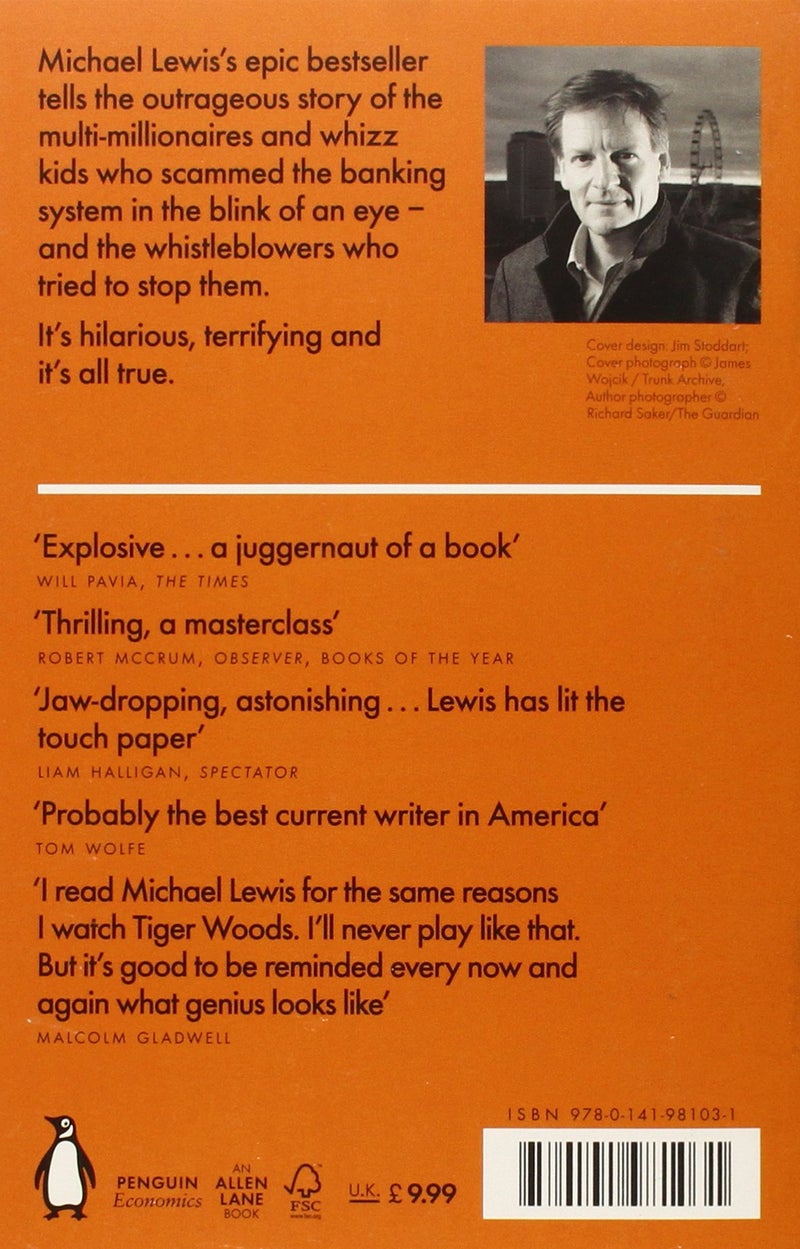 Michael Lewis's epic bestseller
tells the outrageous story of the
multi-millionaires and whizz
kids who scammed the banking
system in the blink of an eye –
and the whistleblowers who
tried to stop them.
It's hilarious, terrifying and
it's all true.
Cover design: Jim Stoddart;
Cover photograph © James
Wojcik / Trunk Archive;
Author photographer ©
Richard Saker/The Guardian
'Explosive . . . a juggernaut of a book'
WILL PAVIA, THE TIMES
'Thrilling, a masterclass'
ROBERT MCCRUM, OBSERVER, BOOKS OF THE YEAR
'Jaw-dropping, astonishing . . . Lewis has lit the
touch paper'
LIAM HALLIGAN, SPECTATOR
'Probably the best current writer in America'
TOM WOLFE
'I read Michael Lewis for the same reasons
I watch Tiger Woods. I'll never play like that.
But it's good to be reminded every now and
again what genius looks like'
MALCOLM GLADWELL
ISBN 978-0-141-98103-1
PENGUIN
Economics
AN
ALLEN
LANE
BOOK
FSC
www.fsc.org
U.K. £9.99